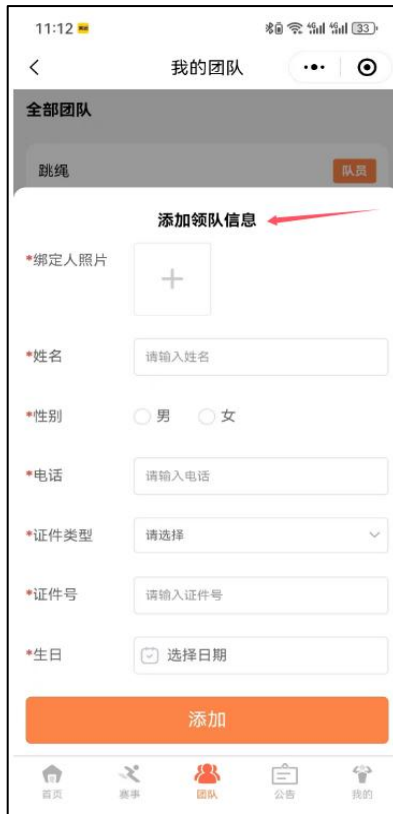 11:12
33
我的团队
全部团队
跳绳
队员
添加领队信息
*绑定人照片
*姓名
请输入姓名
*性别
男
女
*电话
请输入电话
*证件类型
请选择
*证件号
请输入证件号
*生日
选择日期
添加
首页
赛事
团队
公告
我的